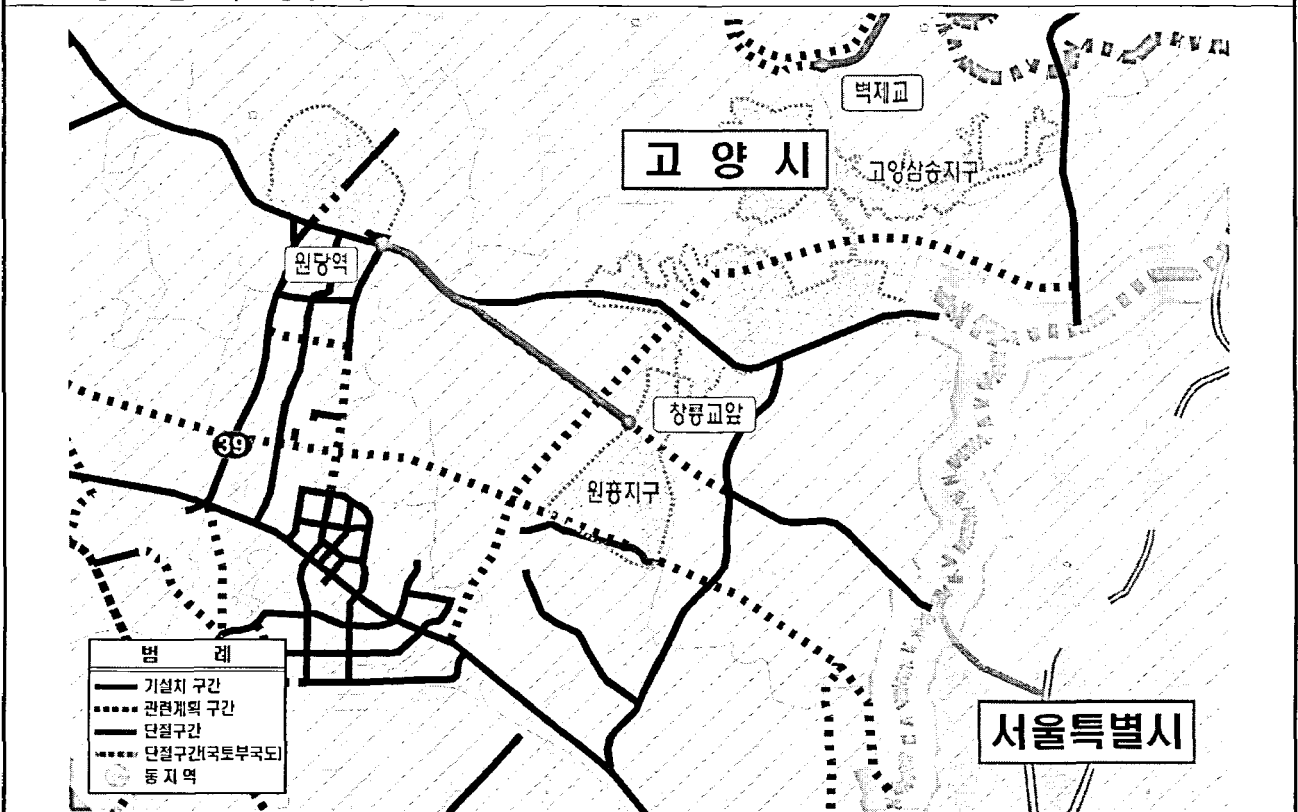 벽제교
고 양 시
고양삼송지구
원당역
창릉교앞
39
원흥지구
범 례
기설치 구간
관련계획 구간
단절구간
단절구간(국토부국도)
동 지 역
서울특별시